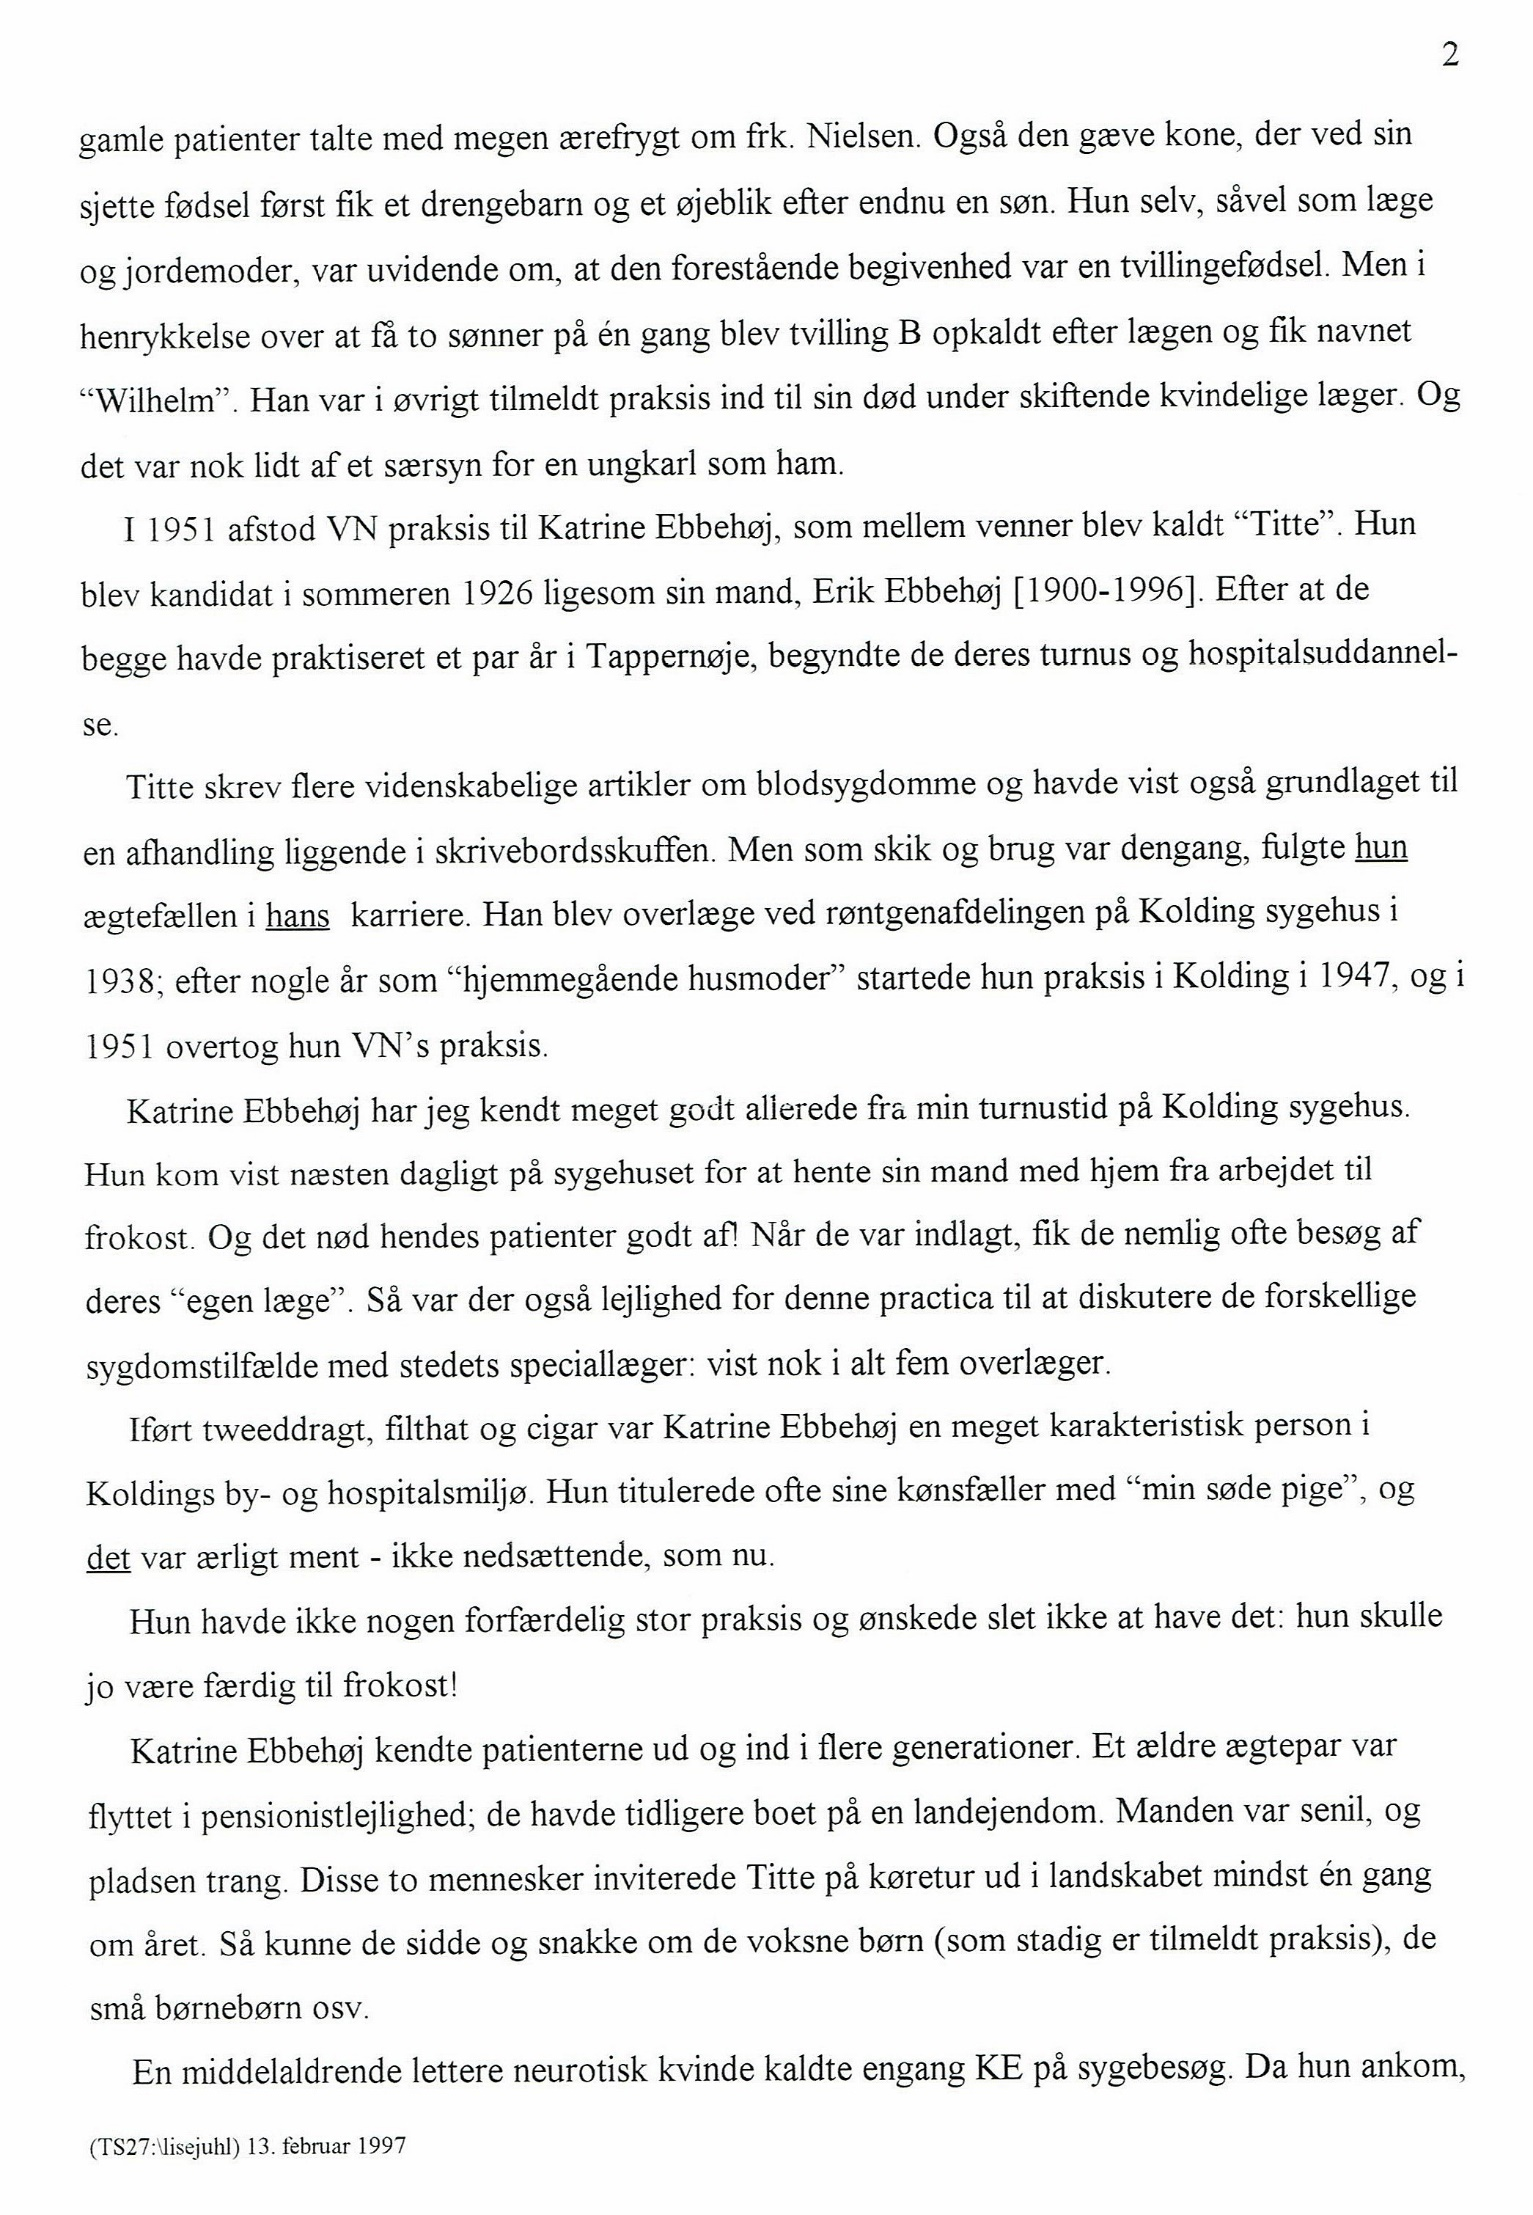 2
gamle patienter talte med megen ærefrygt om frk. Nielsen. Også den gæve kone, der ved sin
sjette fødsel først fik et drengebarn og et øjeblik efter endnu en søn. Hun selv, såvel som læge
og jordemoder, var uvidende om, at den forestående begivenhed var en tvillingefødsel. Men i
henrykkelse over at få to sønner på én gang blev tvilling B opkaldt efter lægen og fik navnet
“Wilhelm”. Han var i øvrigt tilmeldt praksis ind til sin død under skiftende kvindelige læger. Og
det var nok lidt af et særsyn for en ungkarl som ham.
I 1951 afstod VN praksis til Katrine Ebbehøj, som mellem venner blev kaldt “Titte”. Hun
blev kandidat i sommeren 1926 ligesom sin mand, Erik Ebbehøj [1900-1996]. Efter at de
begge havde praktiseret et par år i Tappernøje, begyndte de deres turnus og hospitalsuddannel-
se.
Titte skrev flere videnskabelige artikler om blodsygdomme og havde vist også grundlaget til
en afhandling liggende i skrivebordsskuffen. Men som skik og brug var dengang, fulgte hun
ægtefællen i hans karriere. Han blev overlæge ved røntgenafdelingen på Kolding sygehus i
1938; efter nogle år som “hjemmegående husmoder” startede hun praksis i Kolding i 1947, og i
1951 overtog hun VN’s praksis.
Katrine Ebbehøj har jeg kendt meget godt allerede fra min turnustid på Kolding sygehus.
Hun kom vist næsten dagligt på sygehuset for at hente sin mand med hjem fra arbejdet til
frokost. Og det nød hendes patienter godt af! Når de var indlagt, fik de nemlig ofte besøg af
deres “egen læge”. Så var der også lejlighed for denne practica til at diskutere de forskellige
sygdomstilfælde med stedets speciallæger: vist nok i alt fem overlæger.
Iført tweeddragt, filthat og cigar var Katrine Ebbehøj en meget karakteristisk person i
Koldings by- og hospitalsmiljø. Hun titulerede ofte sine kønsfæller med “min søde pige”, og
det var ærligt ment - ikke nedsættende, som nu.
Hun havde ikke nogen forfærdelig stor praksis og ønskede slet ikke at have det: hun skulle
jo være færdig til frokost!
Katrine Ebbehøj kendte patienterne ud og ind i flere generationer. Et ældre ægtepar var
flyttet i pensionistlejlighed; de havde tidligere boet på en landejendom. Manden var senil, og
pladsen trang. Disse to mennesker inviterede Titte på køretur ud i landskabet mindst én gang
om året. Så kunne de sidde og snakke om de voksne børn (som stadig er tilmeldt praksis), de
små børnebørn osv.
En middelaldrende lettere neurotisk kvinde kaldte engang KE på sygebesøg. Da hun ankom,
(TS27:\lisejuhl) 13. februar 1997